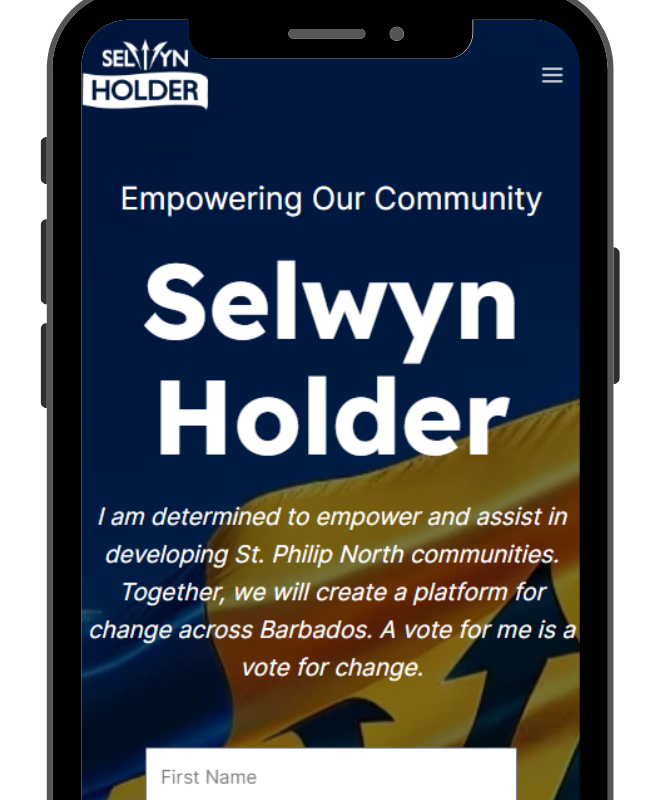 SELWYN
HOLDER
Empowering Our Community
Selwyn
Holder
I am determined to empower and assist in
developing St. Philip North communities.
Together, we will create a platform for
change across Barbados. A vote for me is a
vote for change.
First Name